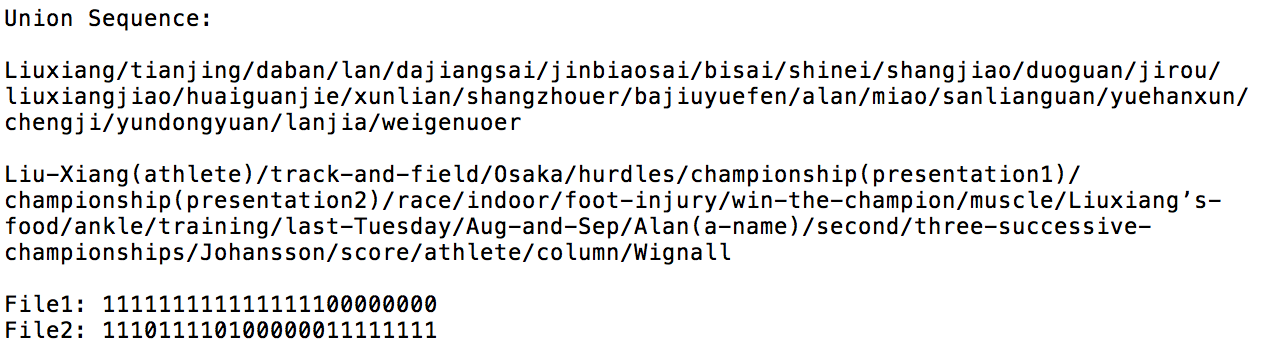 Union Sequence:
Liuxiang/tianjing/daban/lan/dajiangsai/jinbiaosai/bisai/shinei/shangjiao/duoguan/jirou/
liuxiangjiao/huaiguanjie/xunlian/shangzhouer/bajiuyuefen/alan/miao/sanlianguan/yuehanxun/
chengji/yundongyuan/lanjia/weigenuoer
Liu-Xiang(athlete)/track-and-field/Osaka/hurdles/championship(presentation1)/
championship(presentation2)/race/indoor/foot-injury/win-the-champion/muscle/Liuxiang’s-
food/ankle/training/last-Tuesday/Aug-and-Sep/Alan(a-name)/second/three-successive-
championships/Johansson/score/athlete/column/Wignall
File1: 111111111111111100000000
File2: 111011110100000011111111